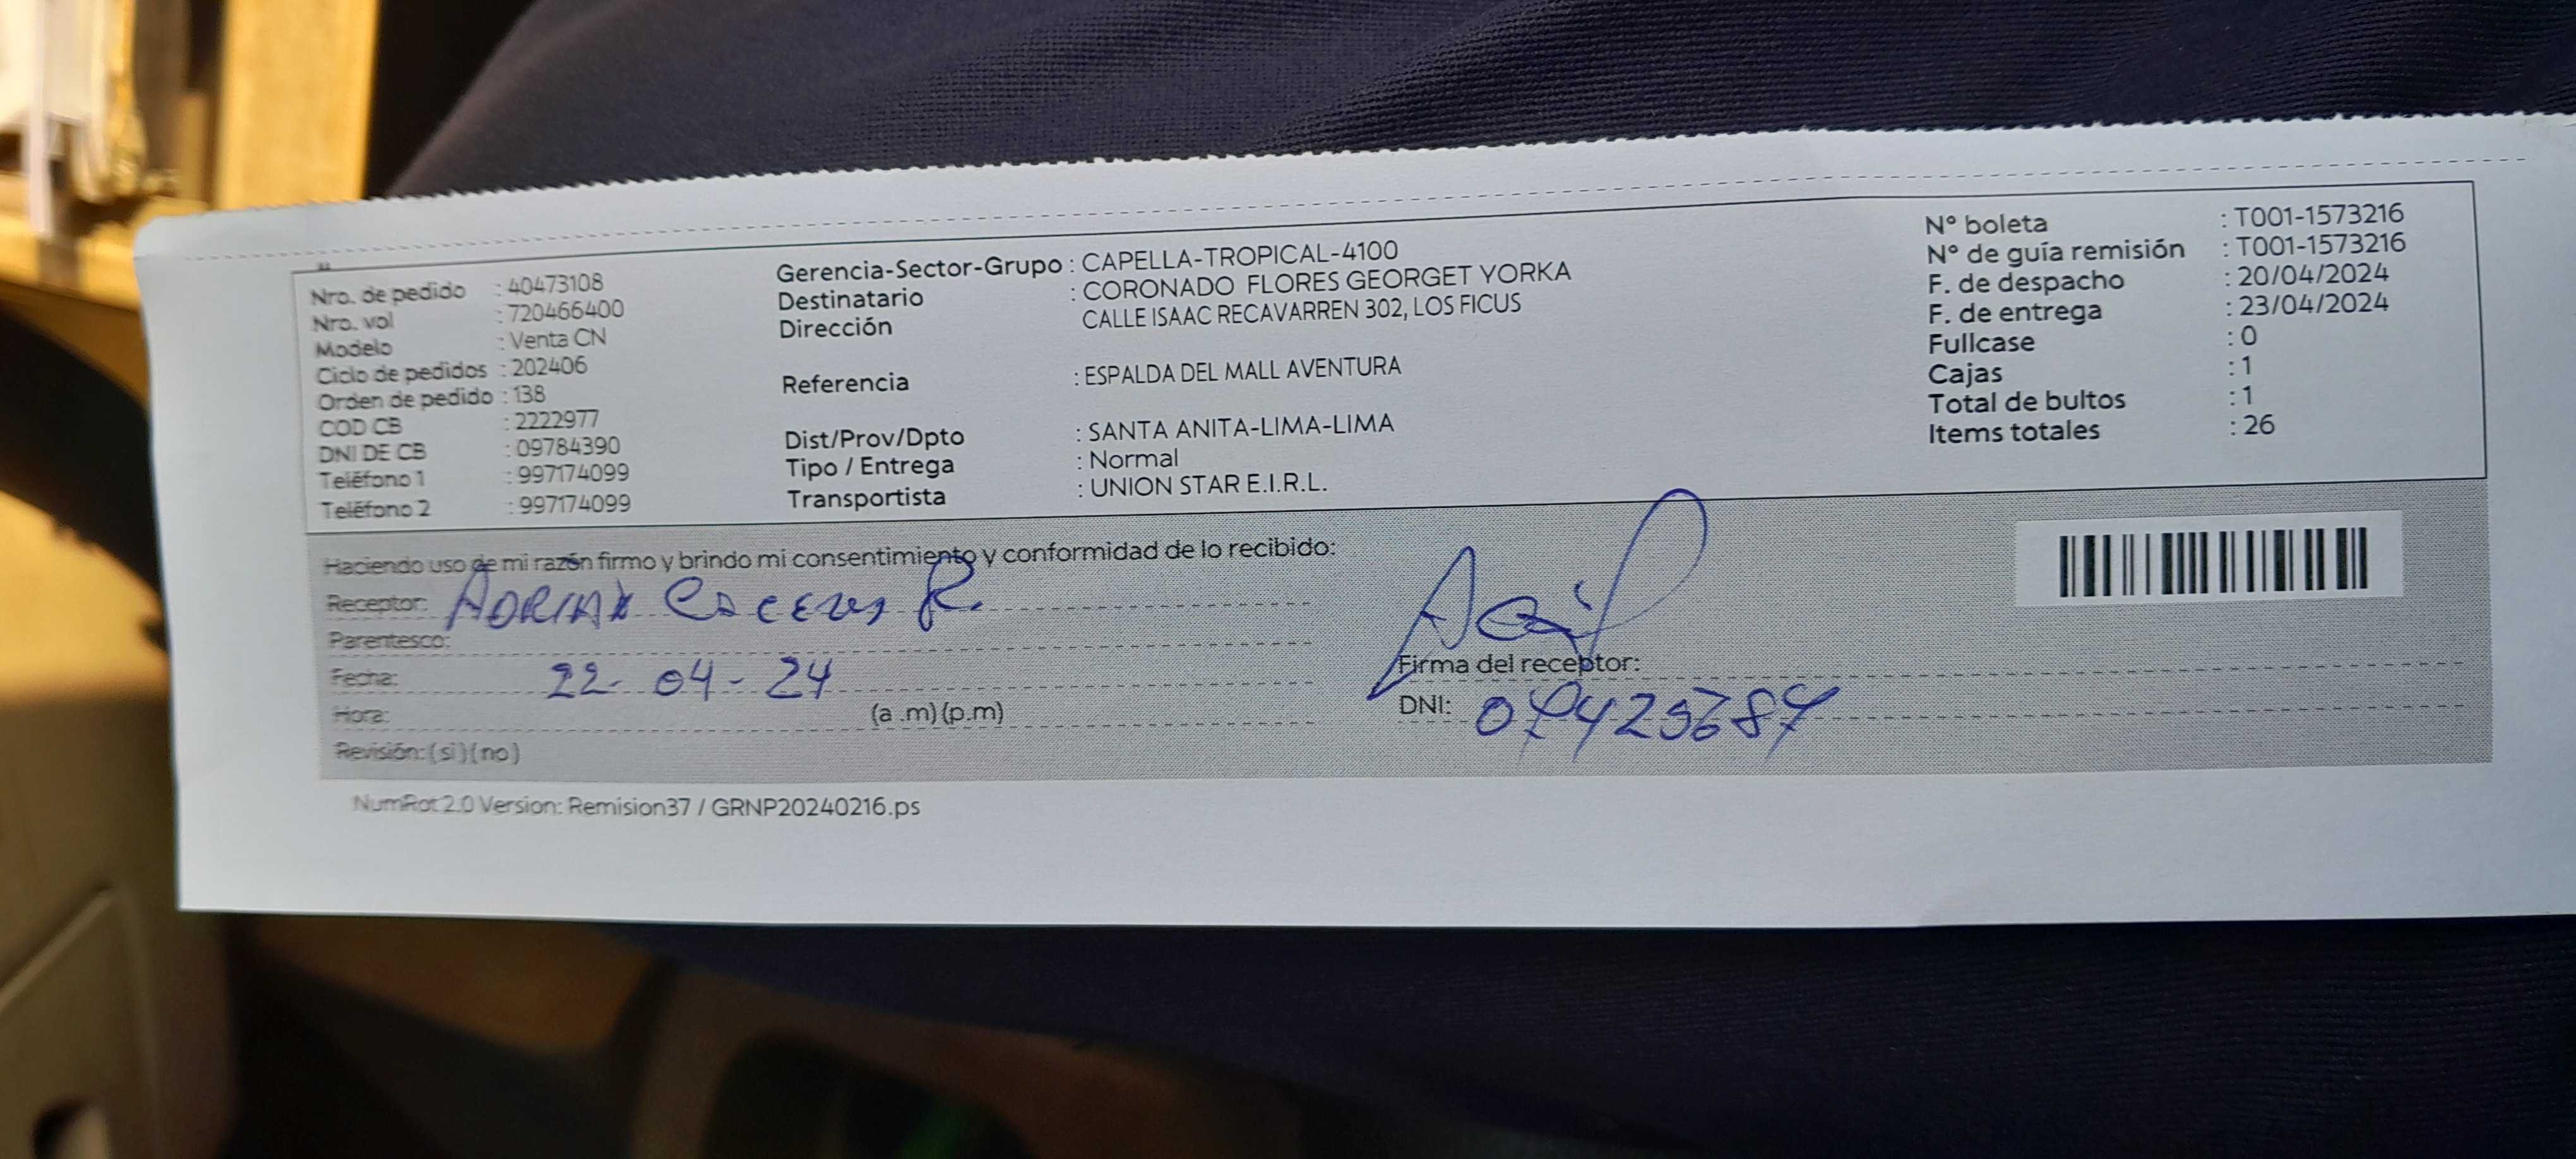 Nro. de pedido : 40473108
Nro. vol : 720466400
Modelo : Venta CN
Ciclo de pedidos : 202406
Orden de pedido : 138
COD CB : 2222977
DNI DE CB : 09784390
Teléfono 1 : 997174099
Teléfono 2 : 997174099
Gerencia-Sector-Grupo : CAPELLA-TROPICAL-4100
Destinatario : CORONADO FLORES GEORGET YORKA
Dirección CALLE ISAAC RECAVARREN 302, LOS FICUS
Referencia : ESPALDA DEL MALL AVENTURA
Dist/Prov/Dpto : SANTA ANITA-LIMA-LIMA
Tipo / Entrega : Normal
Transportista : UNION STAR E.I.R.L.
N° boleta : T001-1573216
N° de guía remisión : T001-1573216
F. de despacho : 20/04/2024
F. de entrega : 23/04/2024
Fullcase : 0
Cajas : 1
Total de bultos : 1
Items totales : 26
Haciendo uso de mi razón firmo y brindo mi consentimiento y conformidad de lo recibido:
Receptor: ADRIAN R.
Parentesco:
Fecha: 22-04-24
Hora: (a .m) (p.m)
Revisión: (si) (no)
Firma del receptor:
DNI:
NumRot 2.0 Version: Remision37 / GRNP20240216.ps